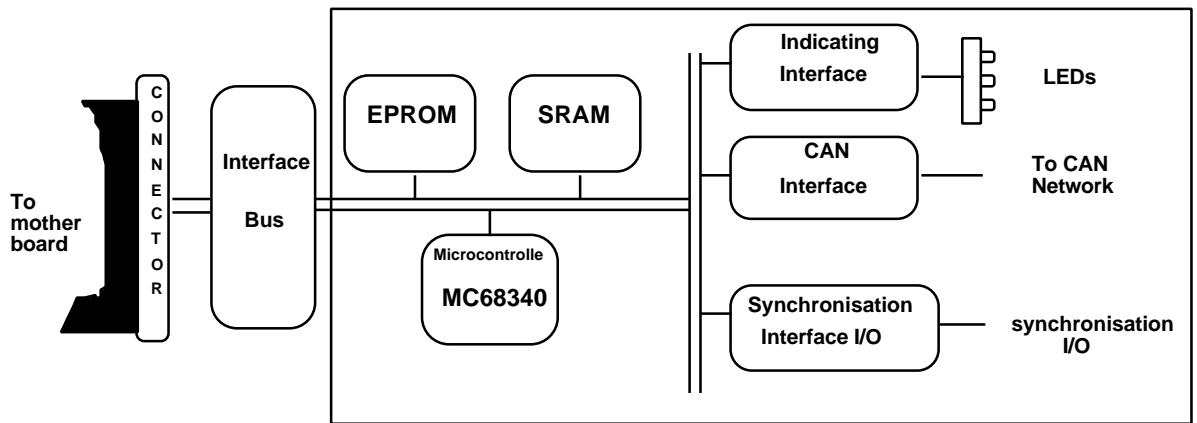 To
mother
board
CONNECTOR
Interface
Bus
EPROM
SRAM
Microcontrolle
MC68340
Indicating
Interface
LEDs
CAN
Interface
To CAN
Network
Synchronisation
Interface I/O
synchronisation
I/O